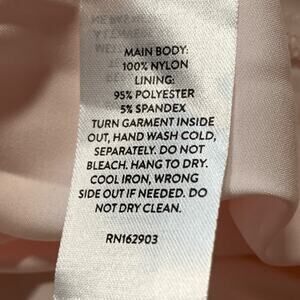 MAIN BODY:
100% NYLON
LINING:
95% POLYESTER
5% SPANDEX
TURN GARMENT INSIDE
OUT, HAND WASH COLD,
SEPARATELY. DO NOT
BLEACH. HANG TO DRY.
COOL IRON, WRONG
SIDE OUT IF NEEDED. DO
NOT DRY CLEAN.
RN162903